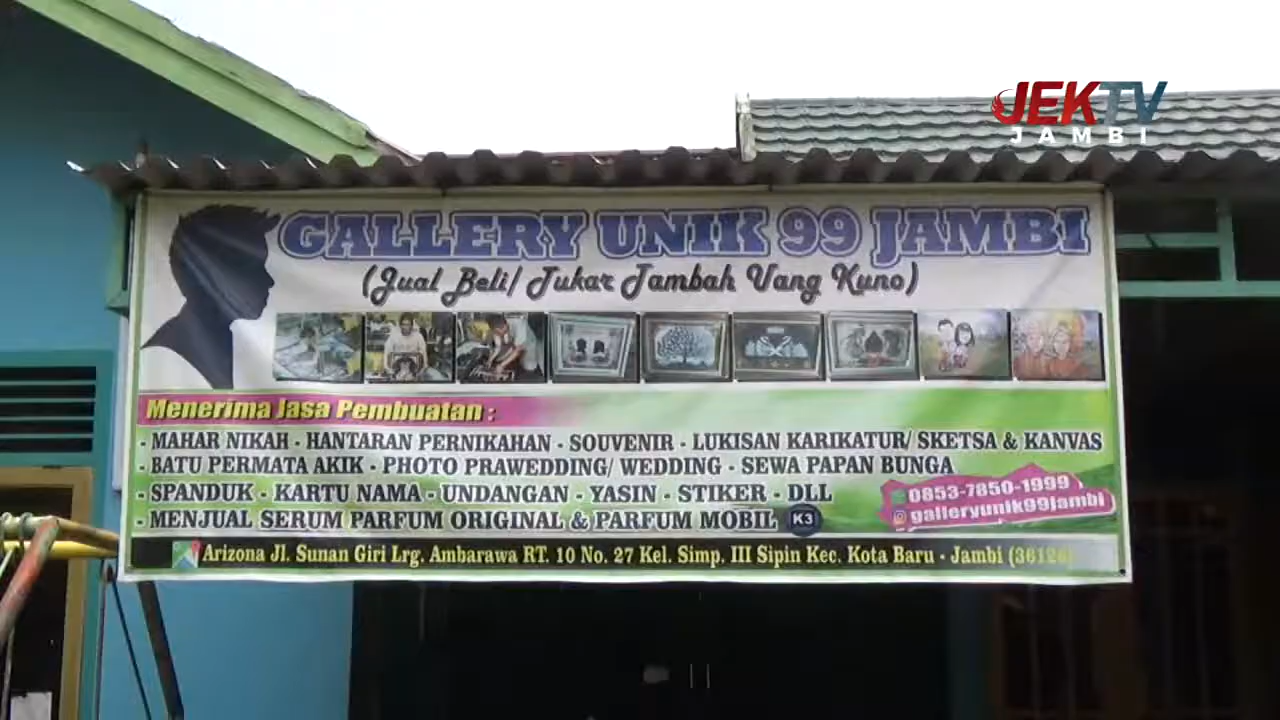 JEKTV
JAMBI
GALLERY UNIK 99 JAMBI
(Jual Beli/ Tukar Tambah Uang Kuno)
Menerima Jasa Pembuatan :
- MAHAR NIKAH - HANTARAN PERNIKAHAN - SOUVENIR - LUKISAN KARIKATUR/ SKETSA & KANVAS
- BATU PERMATA AKIK - PHOTO PRAWEDDING/ WEDDING - SEWA PAPAN BUNGA
- SPANDUK - KARTU NAMA - UNDANGAN - YASIN - STIKER - DLL
- MENJUAL SERUM PARFUM ORIGINAL & PARFUM MOBIL K3
0853-7850-1999
galleryunik99jambi
Arizona Jl. Sunan Giri Lrg. Ambarawa RT. 10 No. 27 Kel. Simp. III Sipin Kec. Kota Baru - Jambi